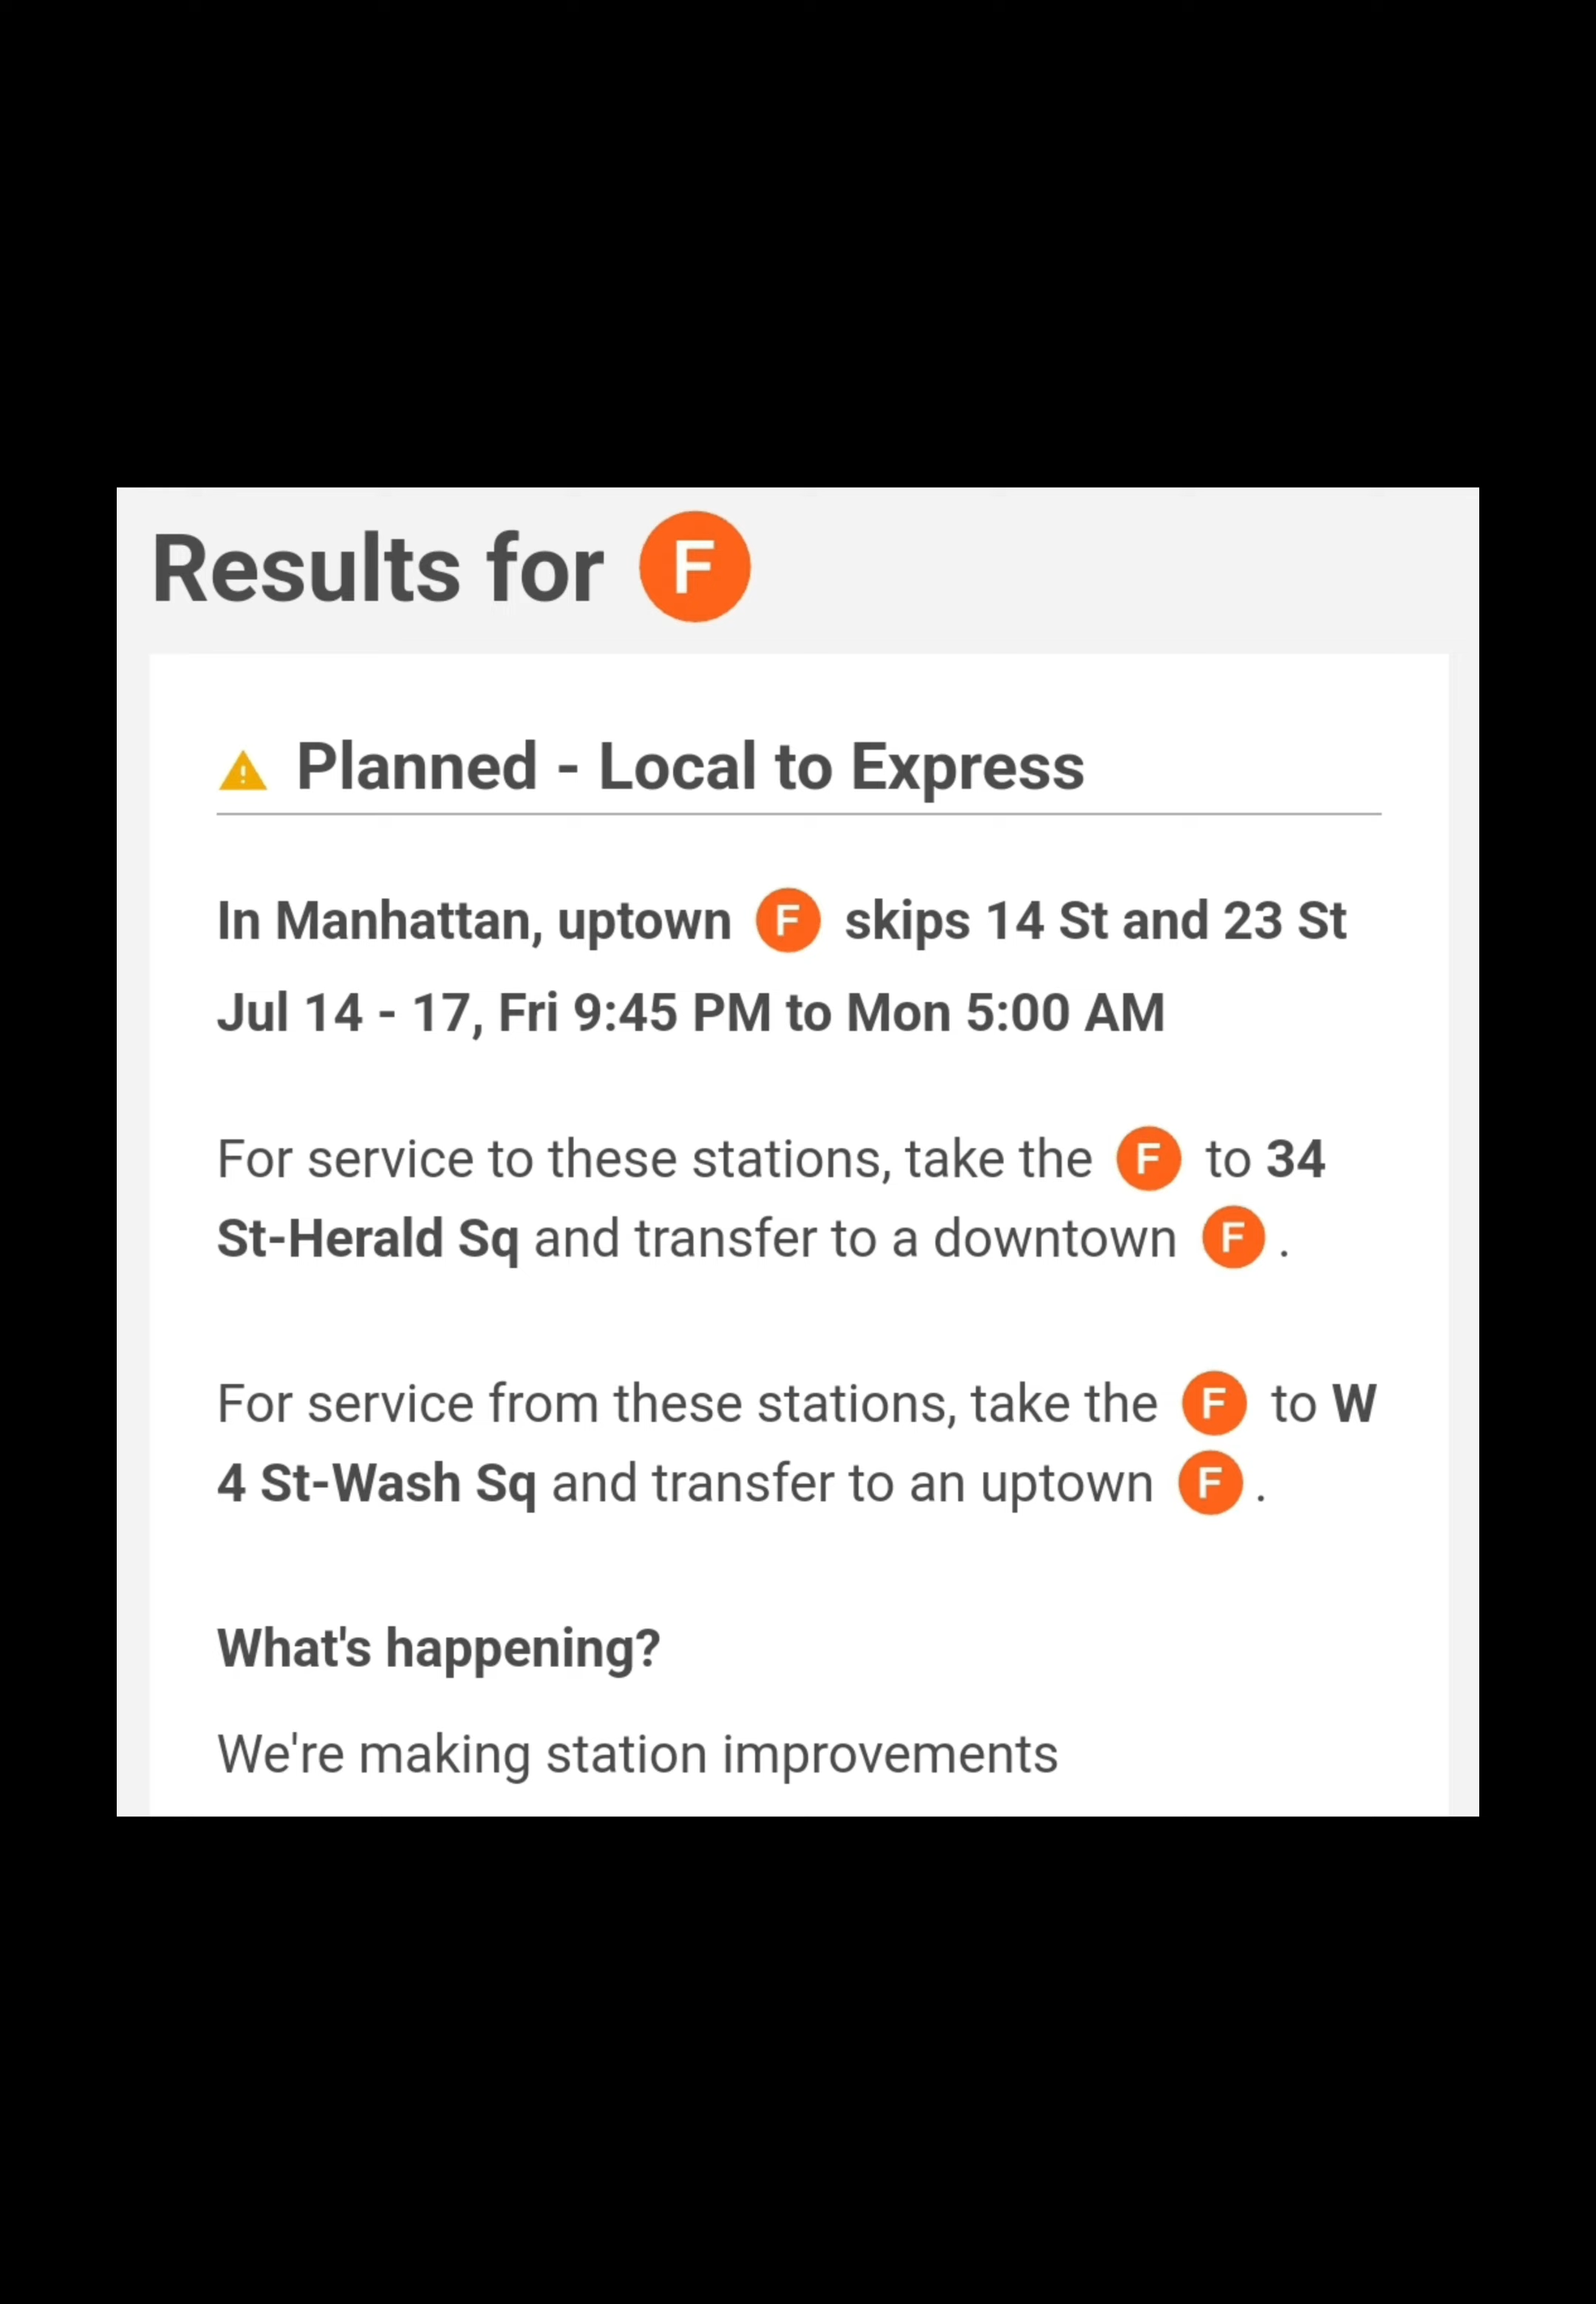 Results for F
Planned - Local to Express
In Manhattan, uptown F skips 14 St and 23 St
Jul 14 - 17, Fri 9:45 PM to Mon 5:00 AM
For service to these stations, take the F to 34
St-Herald Sq and transfer to a downtown F .
For service from these stations, take the F to W
4 St-Wash Sq and transfer to an uptown F .
What's happening?
We're making station improvements